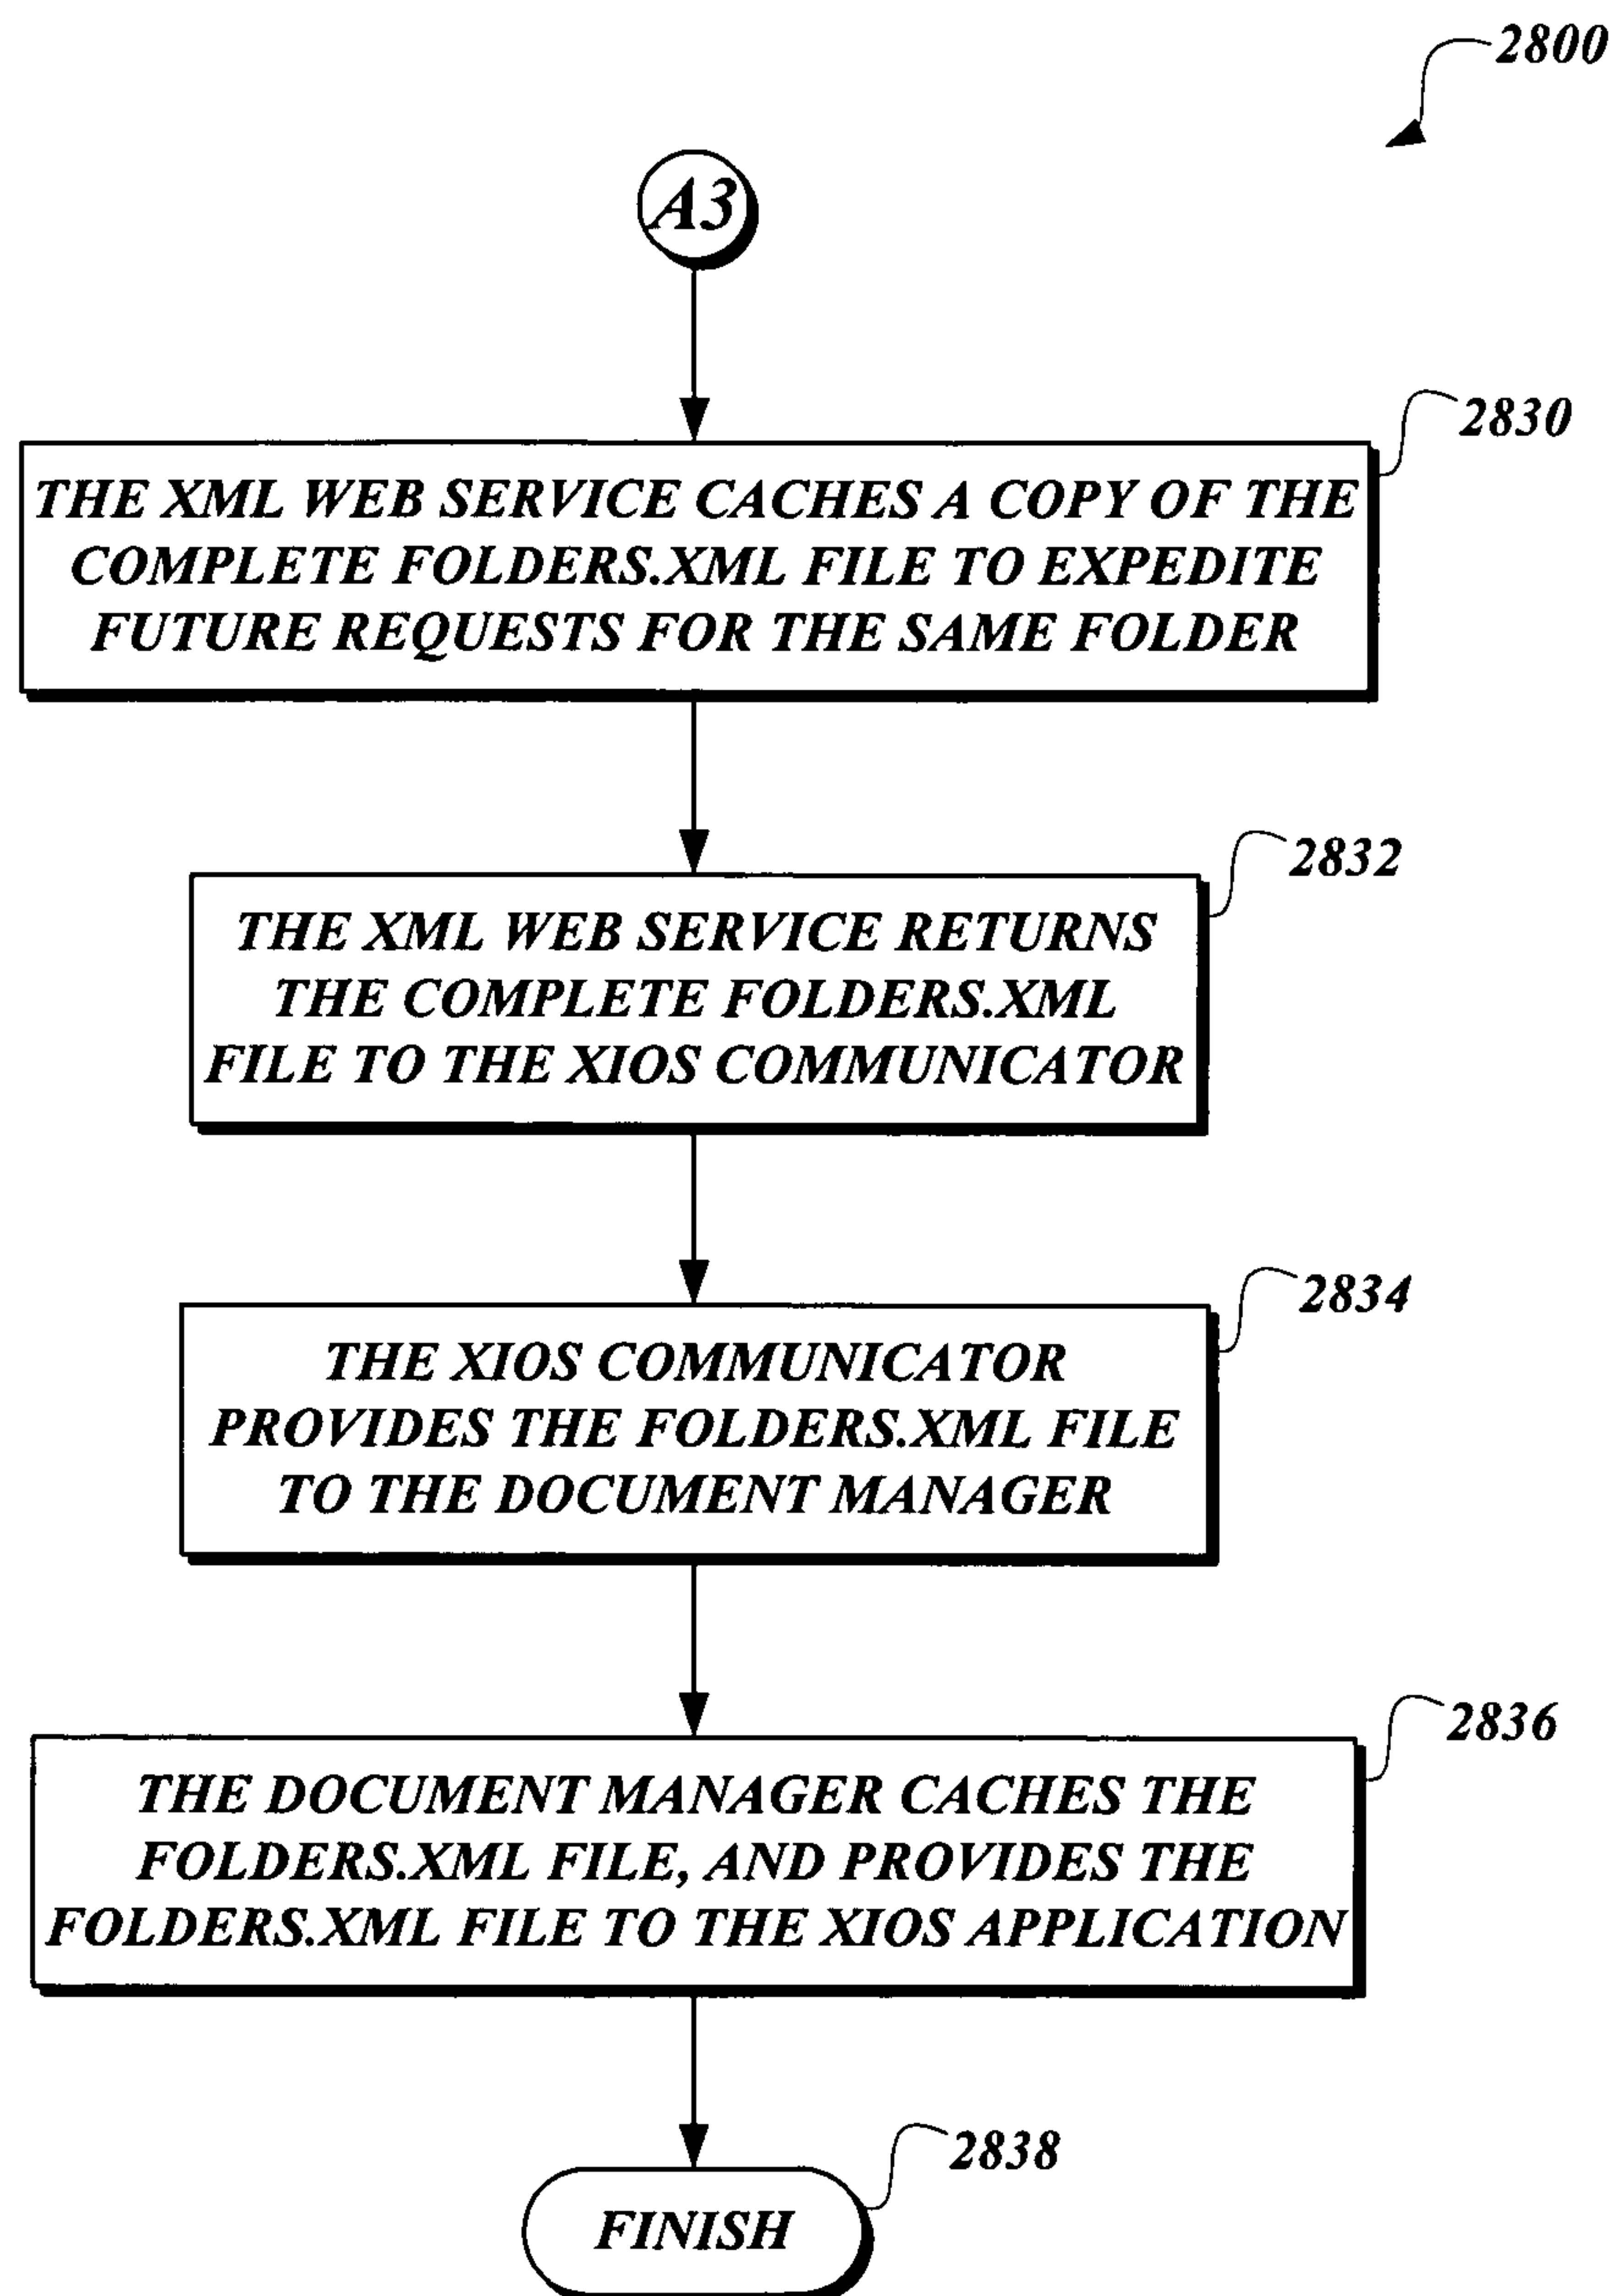 2800
A3
2830
THE XML WEB SERVICE CACHES A COPY OF THE
COMPLETE FOLDERS.XML FILE TO EXPEDITE
FUTURE REQUESTS FOR THE SAME FOLDER
2832
THE XML WEB SERVICE RETURNS
THE COMPLETE FOLDERS.XML
FILE TO THE XIOS COMMUNICATOR
2834
THE XIOS COMMUNICATOR
PROVIDES THE FOLDERS.XML FILE
TO THE DOCUMENT MANAGER
2836
THE DOCUMENT MANAGER CACHES THE
FOLDERS.XML FILE, AND PROVIDES THE
FOLDERS.XML FILE TO THE XIOS APPLICATION
2838
FINISH